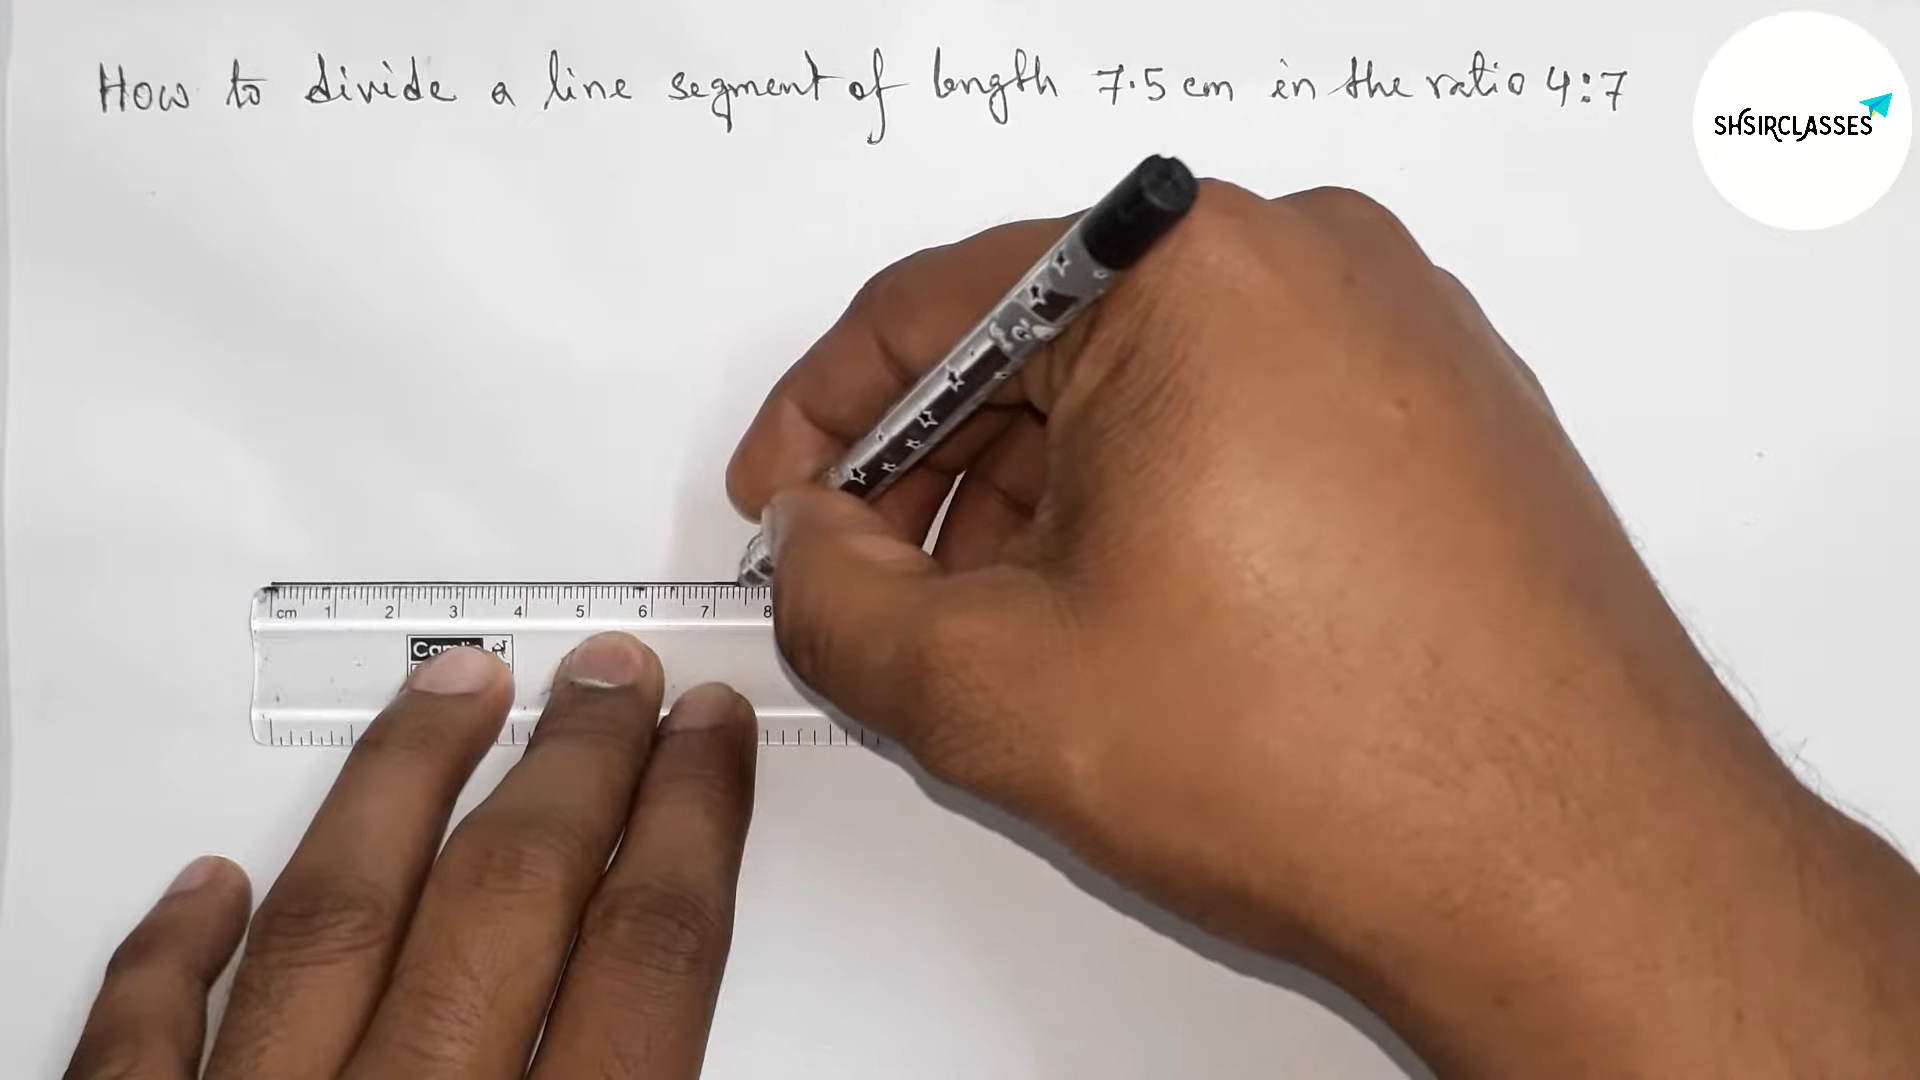 How to divide a line segment of length 7.5 cm in the ratio 4:7
SHSIRCLASSES
cm 1 2 3 4 5 6 7 8